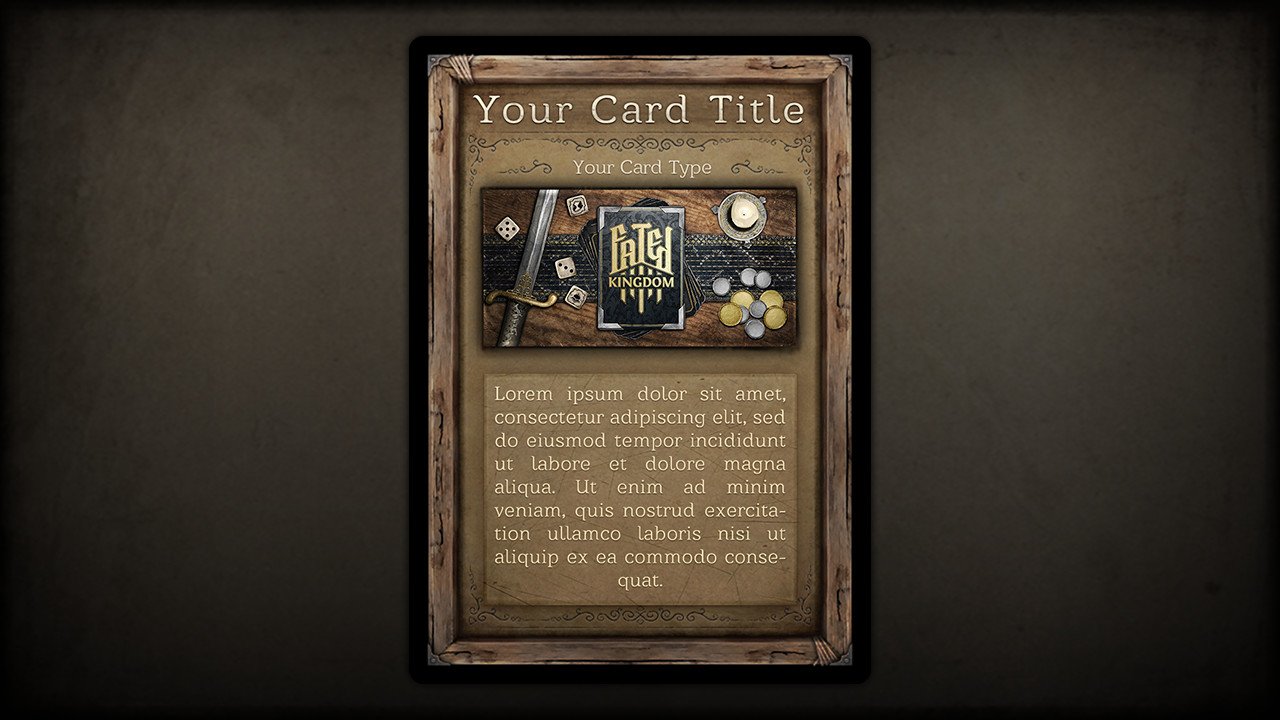 Your Card Title
Your Card Type
FATED
KINGDOM
Lorem ipsum dolor sit amet,
consectetur adipiscing elit, sed
do eiusmod tempor incididunt
ut labore et dolore magna
aliqua. Ut enim ad minim
veniam, quis nostrud exercita-
tion ullamco laboris nisi ut
aliquip ex ea commodo conse-
quat.